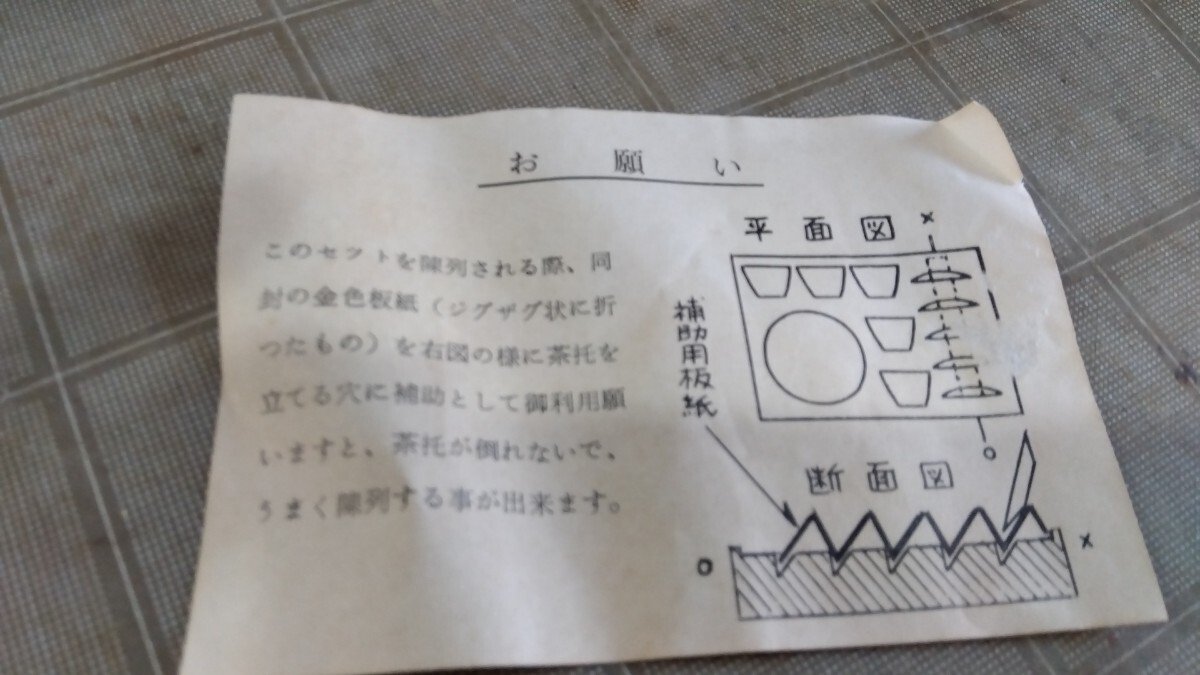 お願い
このセットを陳列される際、同
封の金色板紙（ジグザグ状に折
つたもの）を右図の様に茶托を
立てる穴に補助として御利用願
いますと、茶托が倒れないで、
うまく陳列する事が出来ます。
平面図
x
補助用板紙
o
断面図
o
x